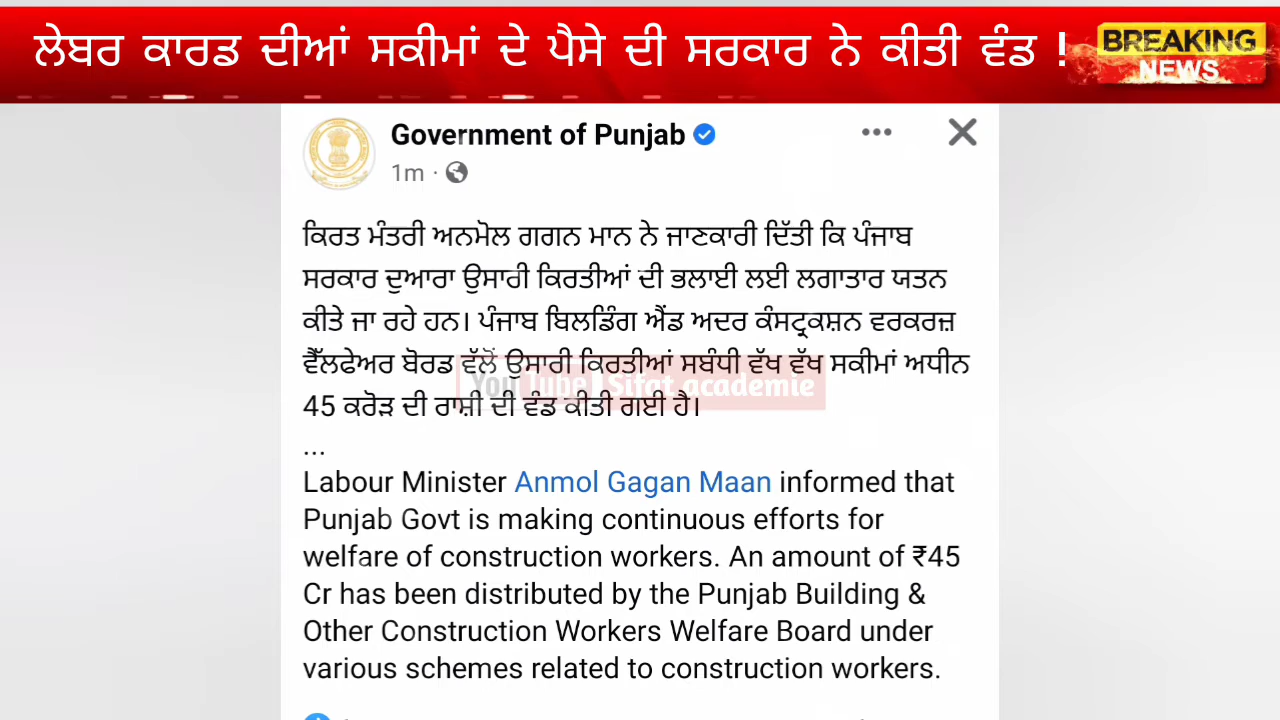 ਲੇਬਰ ਕਾਰਡ ਦੀਆਂ ਸਕੀਮਾਂ ਦੇ ਪੈਸੇ ਦੀ ਸਰਕਾਰ ਨੇ ਕੀਤੀ ਵੰਡ !
BREAKING
NEWS
Government of Punjab
1m ·
ਕਿਰਤ ਮੰਤਰੀ ਅਨਮੋਲ ਗਗਨ ਮਾਨ ਨੇ ਜਾਣਕਾਰੀ ਦਿੱਤੀ ਕਿ ਪੰਜਾਬ
ਸਰਕਾਰ ਦੁਆਰਾ ਉਸਾਰੀ ਕਿਰਤੀਆਂ ਦੀ ਭਲਾਈ ਲਈ ਲਗਾਤਾਰ ਯਤਨ
ਕੀਤੇ ਜਾ ਰਹੇ ਹਨ। ਪੰਜਾਬ ਬਿਲਡਿੰਗ ਐਂਡ ਅਦਰ ਕੰਸਟ੍ਰਕਸ਼ਨ ਵਰਕਰਜ਼
ਵੈੱਲਫੇਅਰ ਬੋਰਡ ਵੱਲੋਂ ਉਸਾਰੀ ਕਿਰਤੀਆਂ ਸਬੰਧੀ ਵੱਖ ਵੱਖ ਸਕੀਮਾਂ ਅਧੀਨ
YouTube Sifat academie
45 ਕਰੋੜ ਦੀ ਰਾਸ਼ੀ ਦੀ ਵੰਡ ਕੀਤੀ ਗਈ ਹੈ।
...
Labour Minister Anmol Gagan Maan informed that
Punjab Govt is making continuous efforts for
welfare of construction workers. An amount of ₹45
Cr has been distributed by the Punjab Building &
Other Construction Workers Welfare Board under
various schemes related to construction workers.